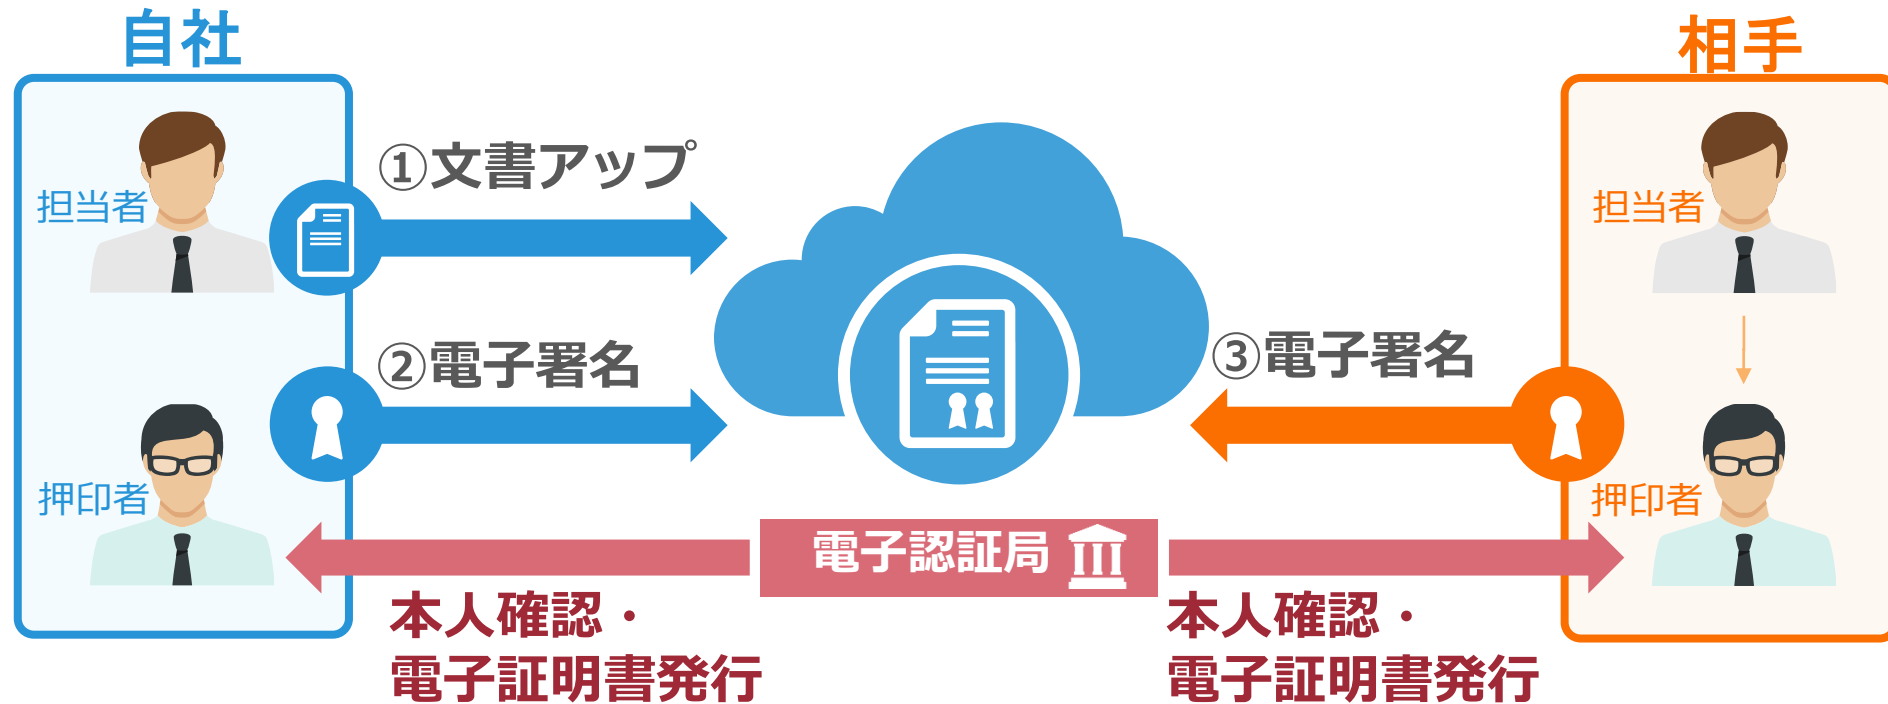 自社
相手
担当者
①文書アップ
担当者
②電子署名
③電子署名
押印者
押印者
電子認証局
本人確認・
電子証明書発行
本人確認・
電子証明書発行